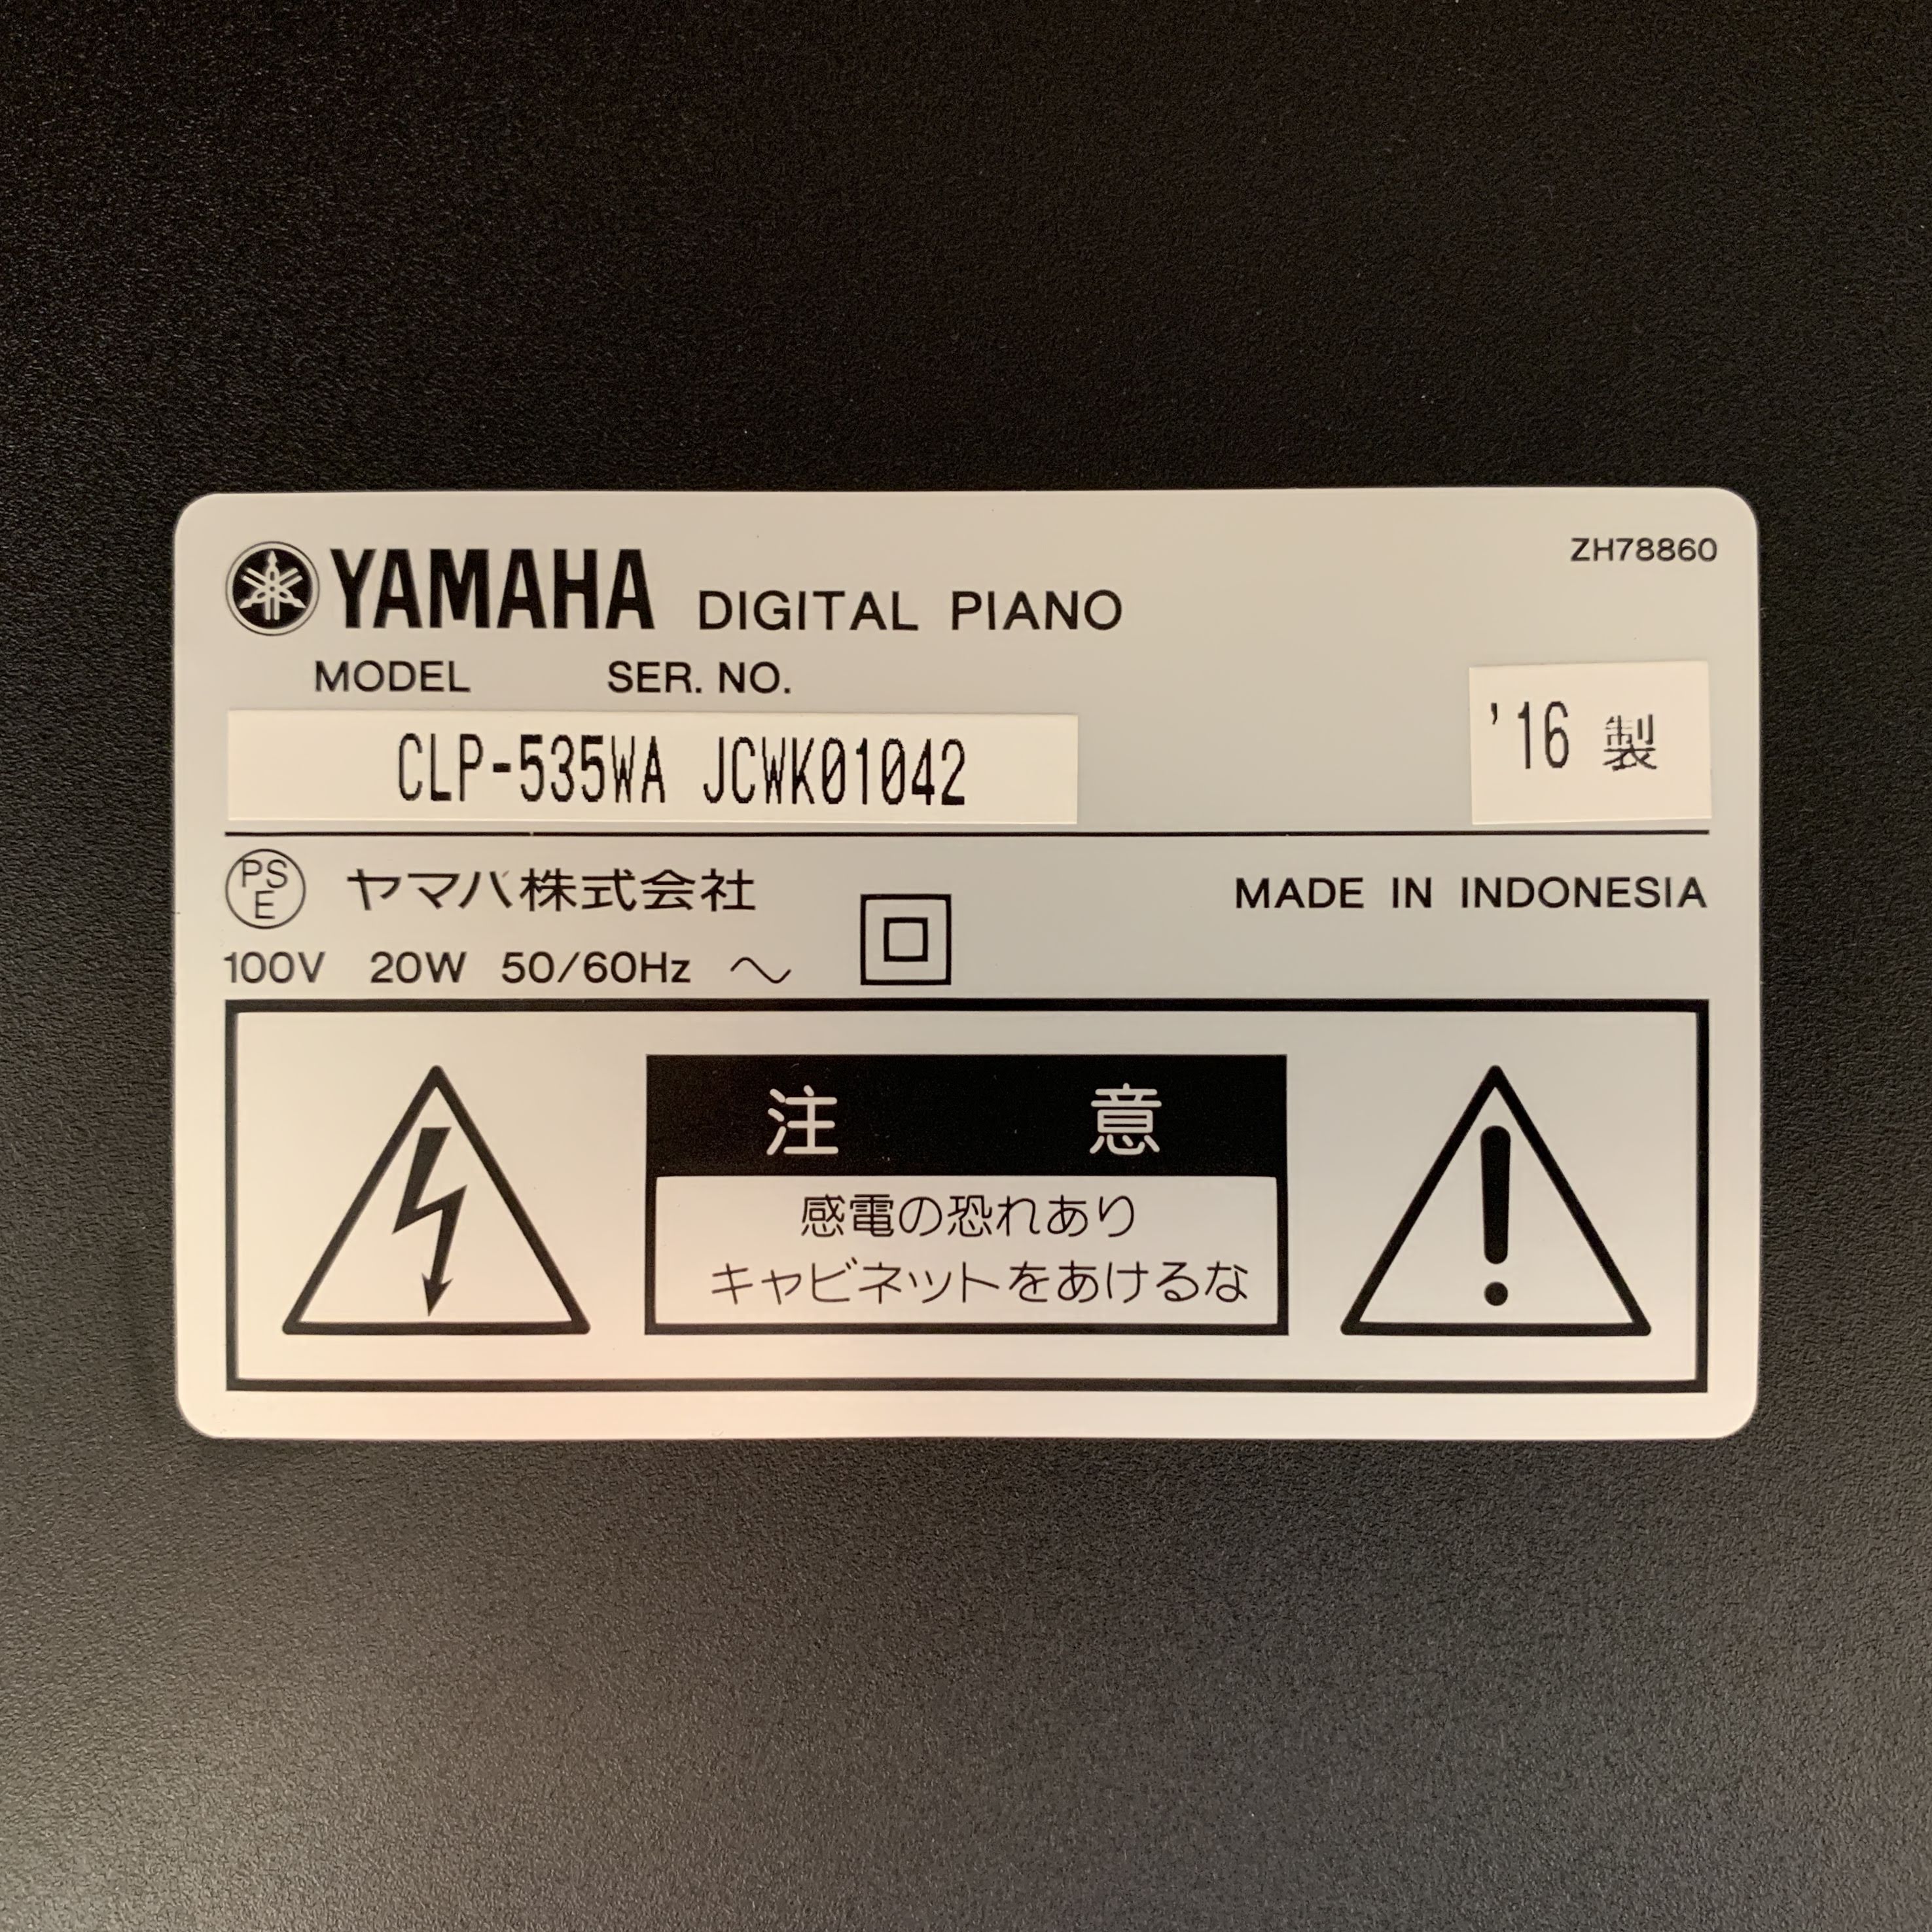 ZH78860
YAMAHA DIGITAL PIANO
MODEL SER. NO.
CLP-535WA JCWK01042
'16 製
PSE ヤマハ株式会社
MADE IN INDONESIA
100V 20W 50/60Hz ～
注 意
感電の恐れあり
キャビネットをあけるな